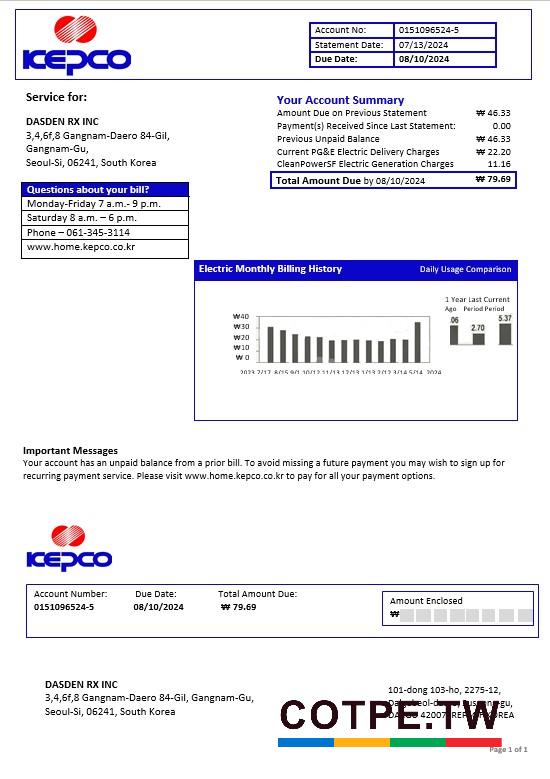 KEPCO
Account No: 0151096524-5
Statement Date: 07/13/2024
Due Date: 08/10/2024
Service for:
DASDEN RX INC
3,4,6f,8 Gangnam-Daero 84-Gil,
Gangnam-Gu,
Seoul-Si, 06241, South Korea
Your Account Summary
Amount Due on Previous Statement ₩ 46.33
Payment(s) Received Since Last Statement: 0.00
Previous Unpaid Balance ₩ 46.33
Current PG&E Electric Delivery Charges ₩ 22.20
CleanPowerSF Electric Generation Charges 11.16
Total Amount Due by 08/10/2024 ₩ 79.69
Questions about your bill?
Monday-Friday 7 a.m.- 9 p.m.
Saturday 8 a.m. – 6 p.m.
Phone – 061-345-3114
www.home.kepco.co.kr
Electric Monthly Billing History Daily Usage Comparison
1 Year Last Current
Ago Period Period
.06 2.70 5.37
₩40
₩30
₩20
₩10
₩ 0
2023 7/17 8/15 9/1 10/12 11/13 12/13 1/13 2/12 3/14 5/14 2024
Important Messages
Your account has an unpaid balance from a prior bill. To avoid missing a future payment you may wish to sign up for
recurring payment service. Please visit www.home.kepco.co.kr to pay for all your payment options.
KEPCO
Account Number: Due Date: Total Amount Due:
0151096524-5 08/10/2024 ₩ 79.69
Amount Enclosed
₩
DASDEN RX INC
3,4,6f,8 Gangnam-Daero 84-Gil, Gangnam-Gu,
Seoul-Si, 06241, South Korea
101-dong 103-ho, 2275-12,
42007
COTPE.TW
Page 1 of 1